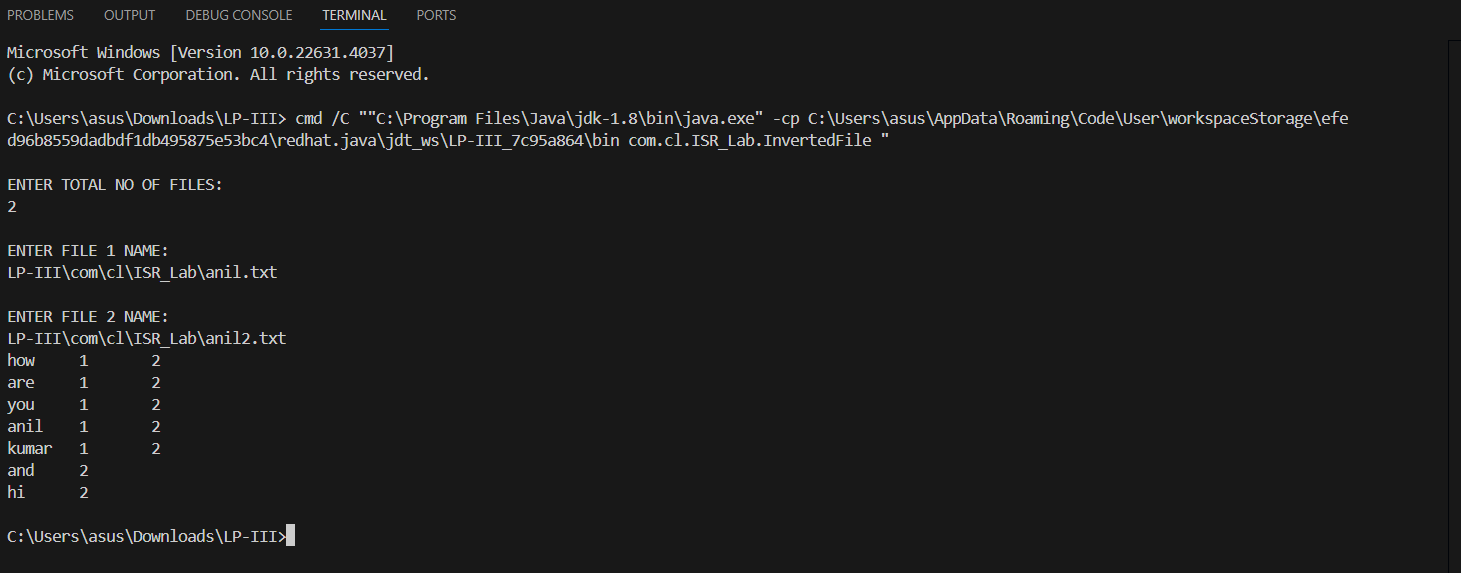 PROBLEMS OUTPUT DEBUG CONSOLE TERMINAL PORTS
Microsoft Windows [Version 10.0.22631.4037]
(c) Microsoft Corporation. All rights reserved.
C:\Users\asus\Downloads\LP-III> cmd /C ""C:\Program Files\Java\jdk-1.8\bin\java.exe" -cp C:\Users\asus\AppData\Roaming\Code\User\workspaceStorage\efe
d96b8559dadbdf1db495875e53bc4\redhat.java\jdt_ws\LP-III_7c95a864\bin com.cl.ISR_Lab.InvertedFile "
ENTER TOTAL NO OF FILES:
2
ENTER FILE 1 NAME:
LP-III\com\cl\ISR_Lab\anil.txt
ENTER FILE 2 NAME:
LP-III\com\cl\ISR_Lab\anil2.txt
how 1 2
are 1 2
you 1 2
anil 1 2
kumar 1 2
and 2
hi 2
C:\Users\asus\Downloads\LP-III>